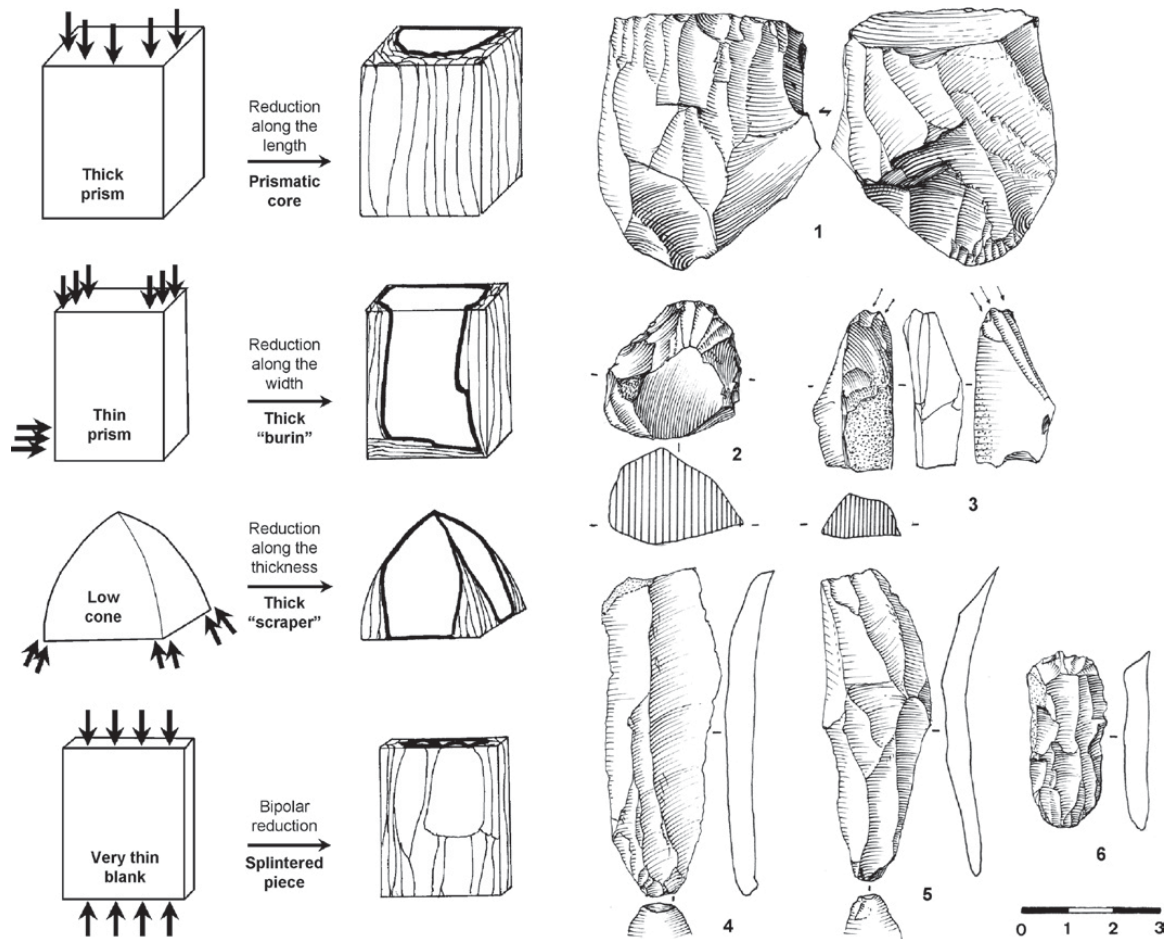 Thick
prism
Reduction
along the
length
Prismatic
core
Thin
prism
Reduction
along the
width
Thick
"burin"
Low
cone
Reduction
along the
thickness
Thick
"scraper"
Very thin
blank
Bipolar
reduction
Splintered
piece
1
2
3
4
5
6
0 1 2 3